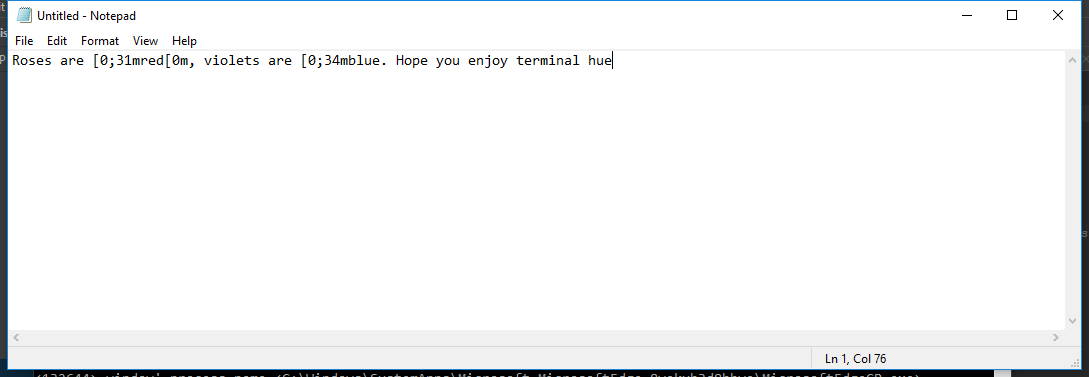 Untitled - Notepad
File Edit Format View Help
Roses are [0;31mred[0m, violets are [0;34mblue. Hope you enjoy terminal hue
Ln 1, Col 76